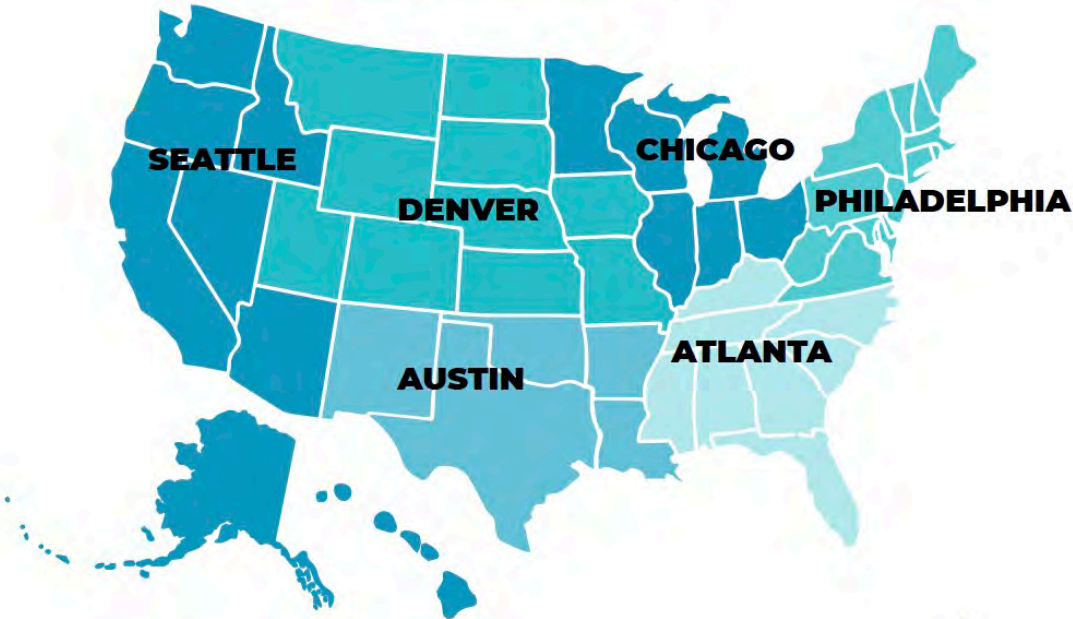 SEATTLE
CHICAGO
DENVER
PHILADELPHIA
AUSTIN
ATLANTA